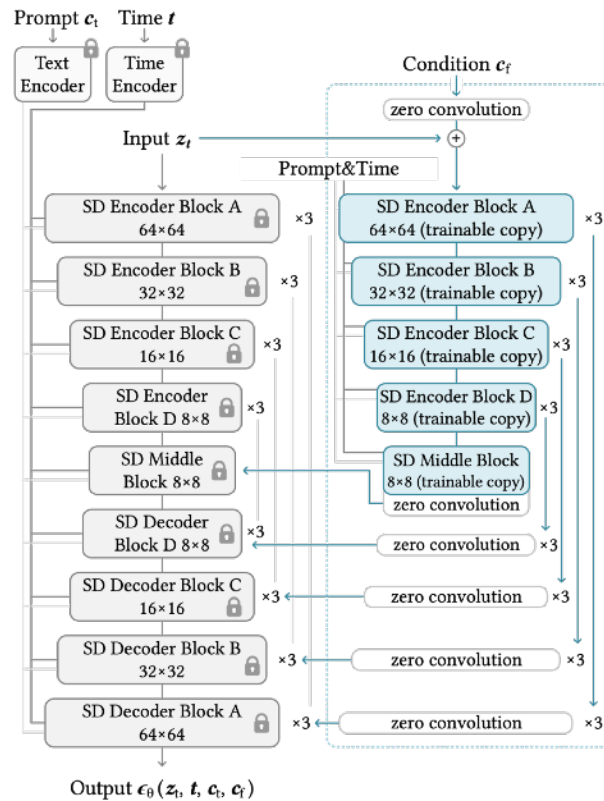 Prompt cₜ
Time t
Text
Encoder
Time
Encoder
Condition c_f
zero convolution
+
Input zₜ
Prompt&Time
SD Encoder Block A
64×64
×3
SD Encoder Block A
64×64 (trainable copy)
×3
SD Encoder Block B
32×32
×3
SD Encoder Block B
32×32 (trainable copy)
×3
SD Encoder Block C
16×16
×3
SD Encoder Block C
16×16 (trainable copy)
×3
SD Encoder
Block D 8×8
×3
SD Encoder Block D
8×8 (trainable copy)
×3
SD Middle
Block 8×8
SD Middle Block
8×8 (trainable copy)
zero convolution
SD Decoder
Block D 8×8
×3
zero convolution
×3
SD Decoder Block C
16×16
×3
zero convolution
×3
SD Decoder Block B
32×32
×3
zero convolution
×3
SD Decoder Block A
64×64
×3
zero convolution
×3
Output ϵ_θ(zₜ, t, cₜ, c_f)